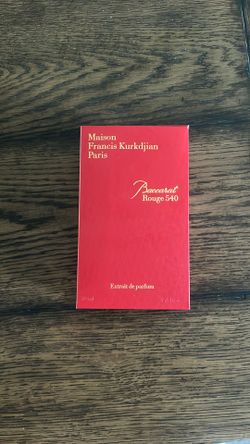 Maison
Francis Kurkdjian
Paris
Baccarat
Rouge 540
Extrait de parfum